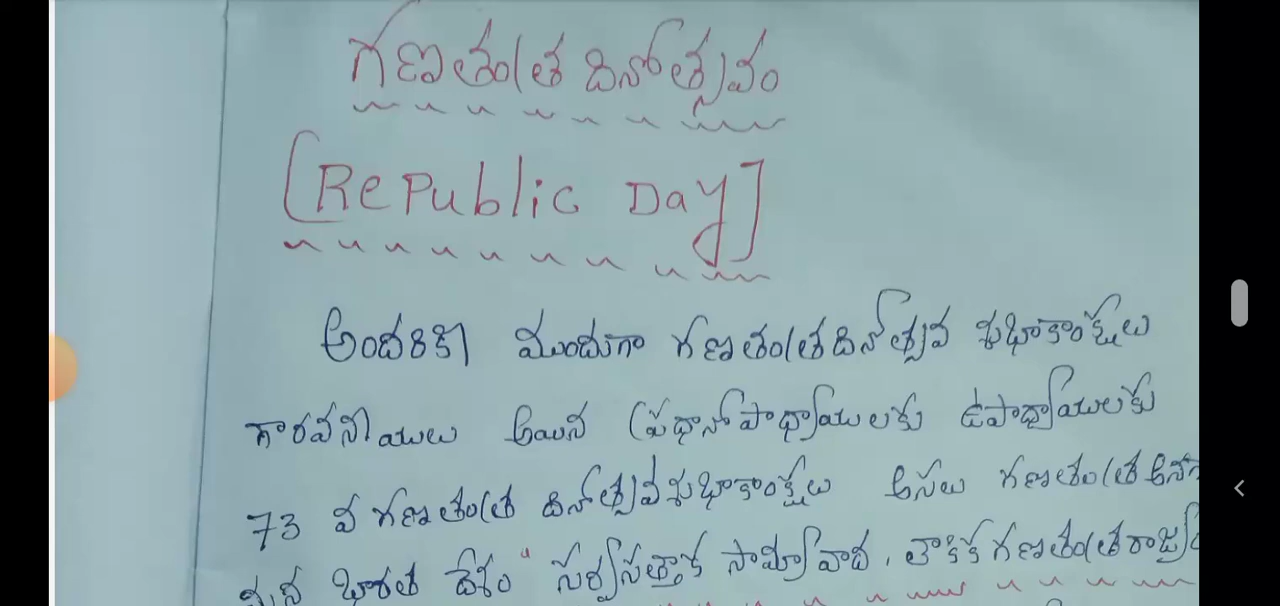 గణతంత్ర దినోత్సవం
[Republic Day]
అందరికీ ముందుగా గణతంత్ర దినోత్సవ శుభాకాంక్షలు
గౌరవనీయులు అయిన ప్రధానోపాధ్యాయులకు ఉపాధ్యాయులకు
73 వ గణతంత్ర దినోత్సవ శుభాకాంక్షలు అసలు గణతంత్ర
మన భారత దేశం " సర్వసత్తాక సామ్యవాద, లౌకిక గణతంత్ర రాజ్యం